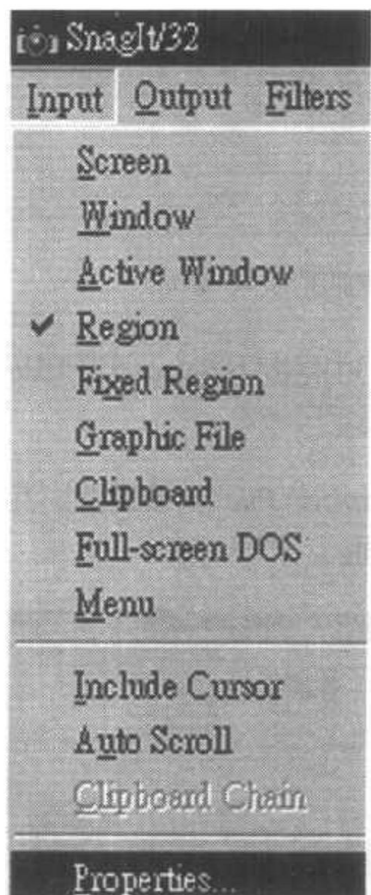 SnagIt/32
Input Output Filters
Screen
Window
Active Window
Region
Fixed Region
Graphic File
Clipboard
Full-screen DOS
Menu
Include Cursor
Auto Scroll
Clipboard Chain
Properties...